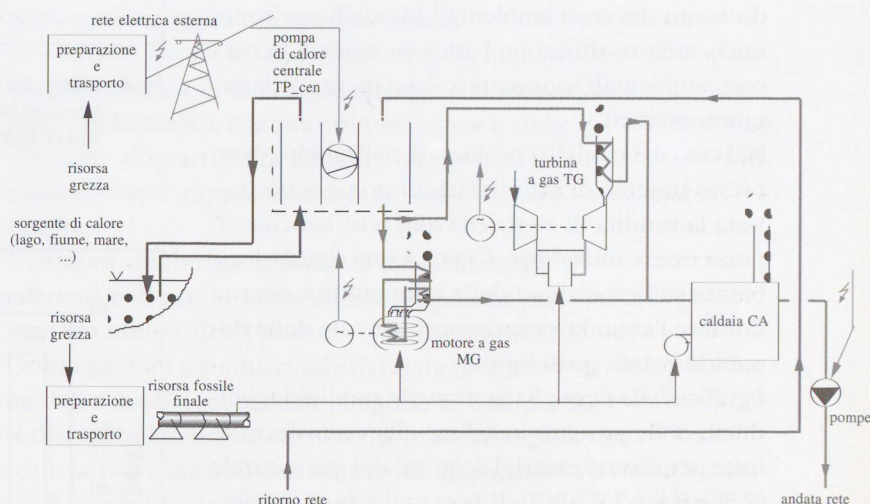 rete elettrica esterna
preparazione
e
trasporto
pompa
di calore
centrale
TP_cen
risorsa
grezza
turbina
a gas TG
sorgente di calore
(lago, fiume, mare,
...)
risorsa
grezza
motore a gas
MG
caldaia CA
preparazione
e
trasporto
risorsa fossile
finale
pompe
ritorno rete
andata rete